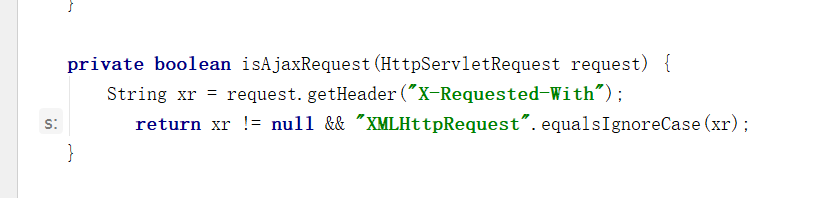 }
private boolean isAjaxRequest(HttpServletRequest request) {
String xr = request.getHeader("X-Requested-With");
s: return xr != null && "XMLHttpRequest".equalsIgnoreCase(xr);
}